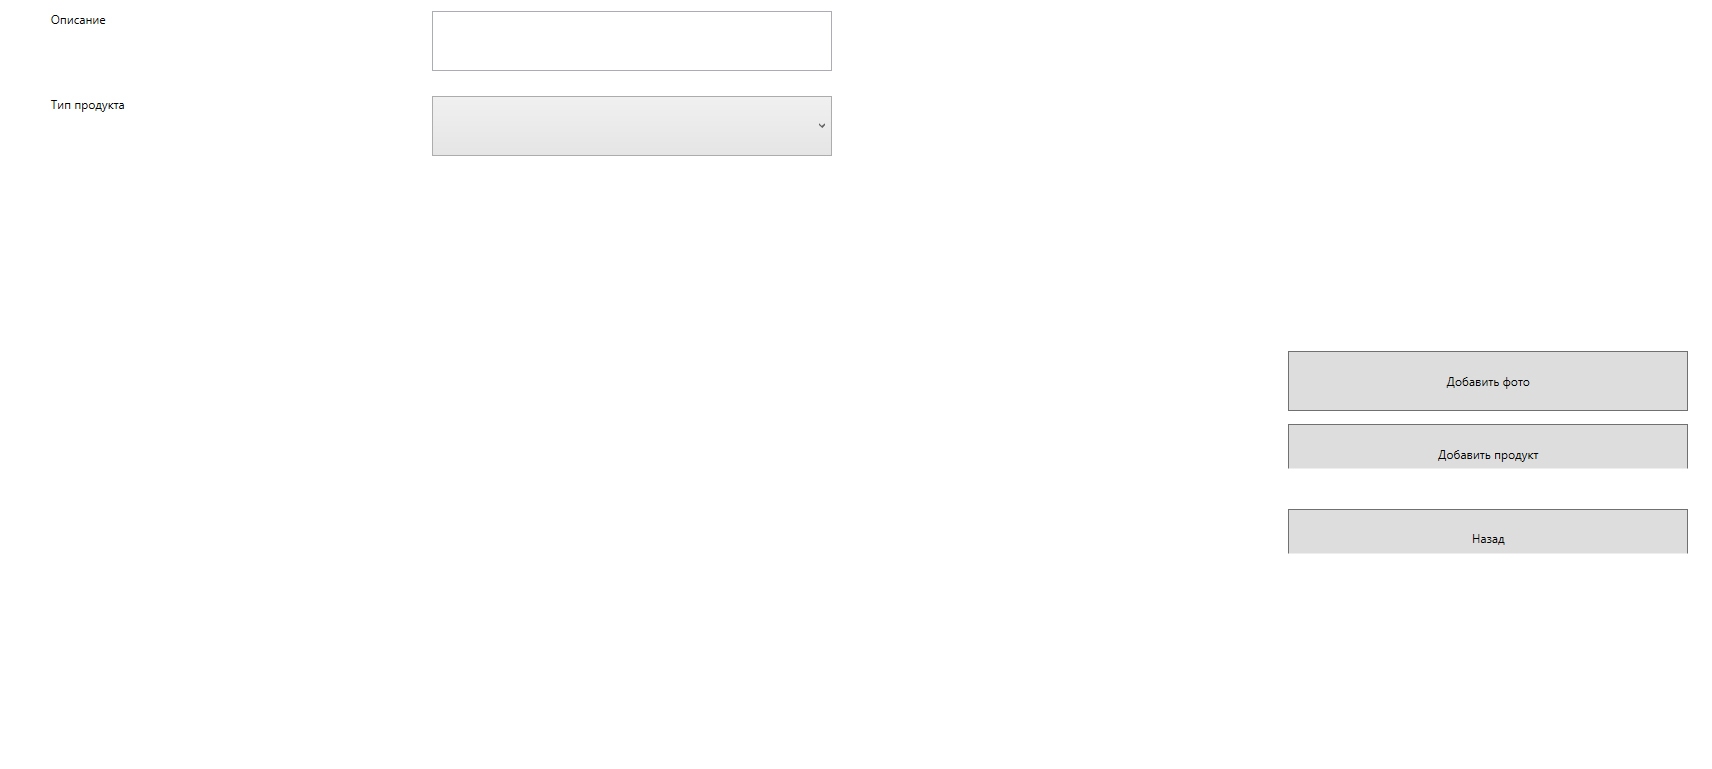 Описание
Тип продукта
Добавить фото
Добавить продукт
Назад